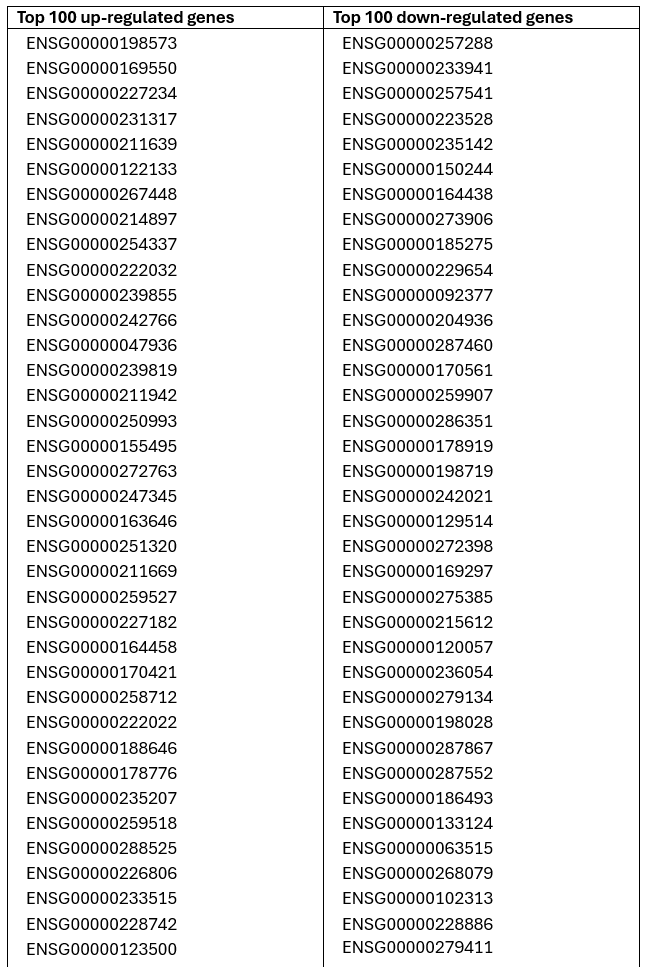 Top 100 up-regulated genes Top 100 down-regulated genes
ENSG00000198573 ENSG00000257288
ENSG00000169550 ENSG00000233941
ENSG00000227234 ENSG00000257541
ENSG00000231317 ENSG00000223528
ENSG00000211639 ENSG00000235142
ENSG00000122133 ENSG00000150244
ENSG00000267448 ENSG00000164438
ENSG00000214897 ENSG00000273906
ENSG00000254337 ENSG00000185275
ENSG00000222032 ENSG00000229654
ENSG00000239855 ENSG00000092377
ENSG00000242766 ENSG00000204936
ENSG00000047936 ENSG00000287460
ENSG00000239819 ENSG00000170561
ENSG00000211942 ENSG00000259907
ENSG00000250993 ENSG00000286351
ENSG00000155495 ENSG00000178919
ENSG00000272763 ENSG00000198719
ENSG00000247345 ENSG00000242021
ENSG00000163646 ENSG00000129514
ENSG00000251320 ENSG00000272398
ENSG00000211669 ENSG00000169297
ENSG00000259527 ENSG00000275385
ENSG00000227182 ENSG00000215612
ENSG00000164458 ENSG00000120057
ENSG00000170421 ENSG00000236054
ENSG00000258712 ENSG00000279134
ENSG00000222022 ENSG00000198028
ENSG00000188646 ENSG00000287867
ENSG00000178776 ENSG00000287552
ENSG00000235207 ENSG00000186493
ENSG00000259518 ENSG00000133124
ENSG00000288525 ENSG00000063515
ENSG00000226806 ENSG00000268079
ENSG00000233515 ENSG00000102313
ENSG00000228742 ENSG00000228886
ENSG00000123500 ENSG00000279411